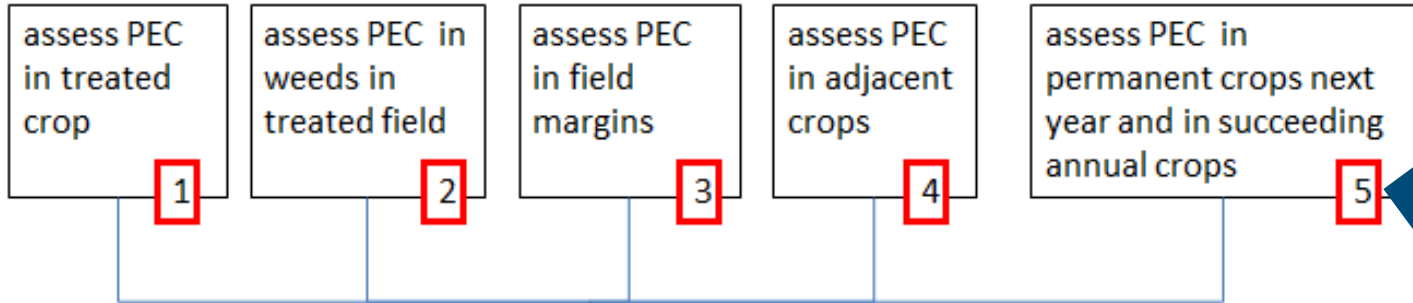 assess PEC
in treated
crop
1
assess PEC in
weeds in
treated field
2
assess PEC
in field
margins
3
assess PEC
in adjacent
crops
4
assess PEC in
permanent crops next
year and in succeeding
annual crops
5